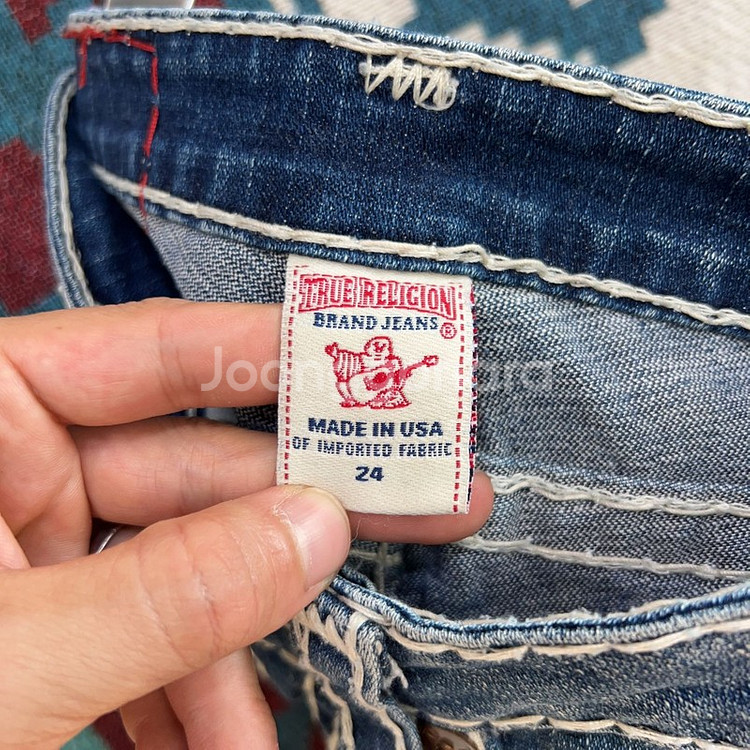 TRUE RELIGION
BRAND JEANS ®
MADE IN USA
OF IMPORTED FABRIC
24